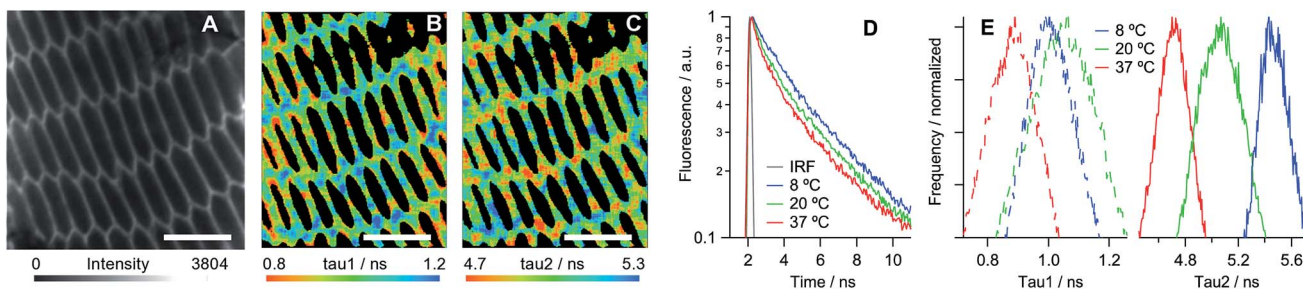 A
B
C
D
E
0 Intensity 3804
0.8 tau1 / ns 1.2
4.7 tau2 / ns 5.3
Fluorescence / a.u.
1
8
6
5
4
3
2
0.1
IRF
8 ºC
20 ºC
37 ºC
2 4 6 8 10
Time / ns
Frequency / normalized
8 ºC
20 ºC
37 ºC
0.8 1.0 1.2
Tau1 / ns
4.8 5.2 5.6
Tau2 / ns